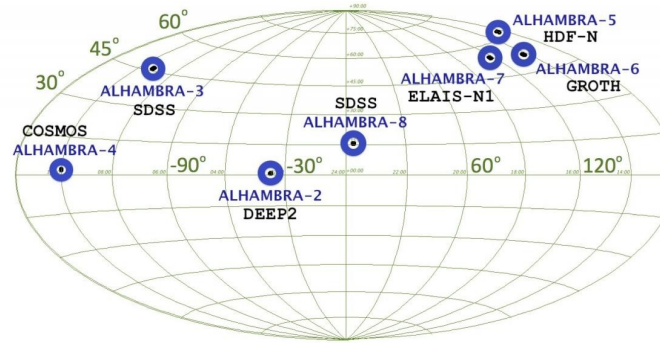 60°
45°
30°
ALHAMBRA-5
HDF-N
ALHAMBRA-3
SDSS
ALHAMBRA-7
ELAIS-N1
ALHAMBRA-6
GROTH
COSMOS
ALHAMBRA-4
SDSS
ALHAMBRA-8
-90°
-30°
60°
120°
ALHAMBRA-2
DEEP2